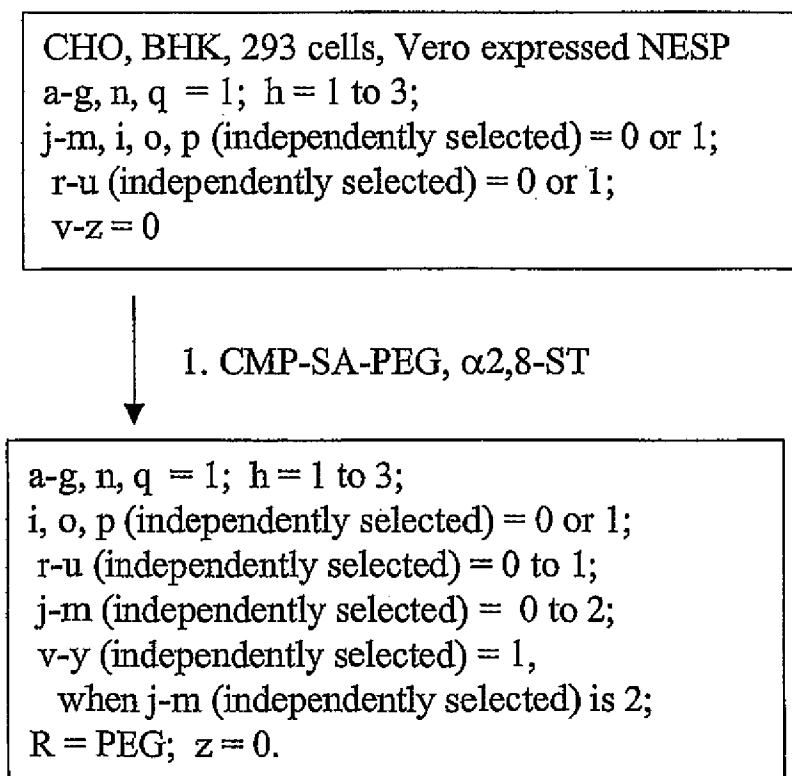 CHO, BHK, 293 cells, Vero expressed NESP
a-g, n, q = 1; h = 1 to 3;
j-m, i, o, p (independently selected) = 0 or 1;
r-u (independently selected) = 0 or 1;
v-z = 0
1. CMP-SA-PEG, α2,8-ST
a-g, n, q = 1; h = 1 to 3;
i, o, p (independently selected) = 0 or 1;
r-u (independently selected) = 0 to 1;
j-m (independently selected) = 0 to 2;
v-y (independently selected) = 1,
when j-m (independently selected) is 2;
R = PEG; z = 0.